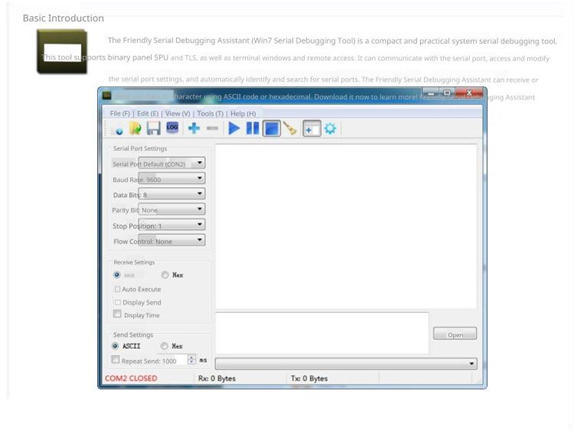 Basic Introduction
The Friendly Serial Debugging Assistant (Win7 Serial Debugging Tool) is a compact and practical system serial debugging tool.
This tool supports binary panel SPU and TLS, as well as terminal windows and remote access. It can communicate with the serial port, access and modify
the serial port settings, and automatically identify and search for serial ports. The Friendly Serial Debugging Assistant can receive or
character using ASCII code or hexadecimal. Download it now to learn more! ging Assistant
File (F) | Edit (E) | View (V) | Tools (T) | Help (H)
LOG
Serial Port Settings
Serial Port Default (CON2)
Baud Rate: 9600
Data Bits: 8
Parity Bit: None
Stop Position: 1
Flow Control: None
Receive Settings
Hex
Auto Execute
Display Send
Display Time
Send Settings
ASCII Hex
Repeat Send: 1000 ms
Open
COM2 CLOSED Rx: 0 Bytes Tx: 0 Bytes